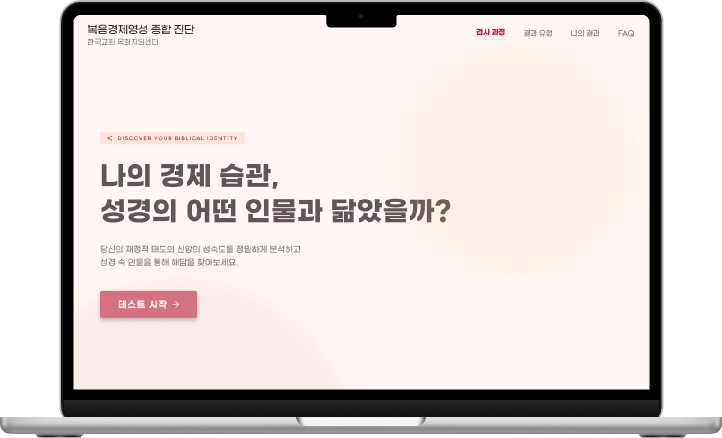 복음경제영성 종합 진단
한국교회 목회지원센터
검사 과정
결과 유형
나의 결과
FAQ
DISCOVER YOUR BIBLICAL IDENTITY
나의 경제 습관,
성경의 어떤 인물과 닮았을까?
당신의 재정적 태도와 신앙의 성숙도를 정밀하게 분석하고
성경 속 인물을 통해 해답을 찾아보세요.
테스트 시작 →